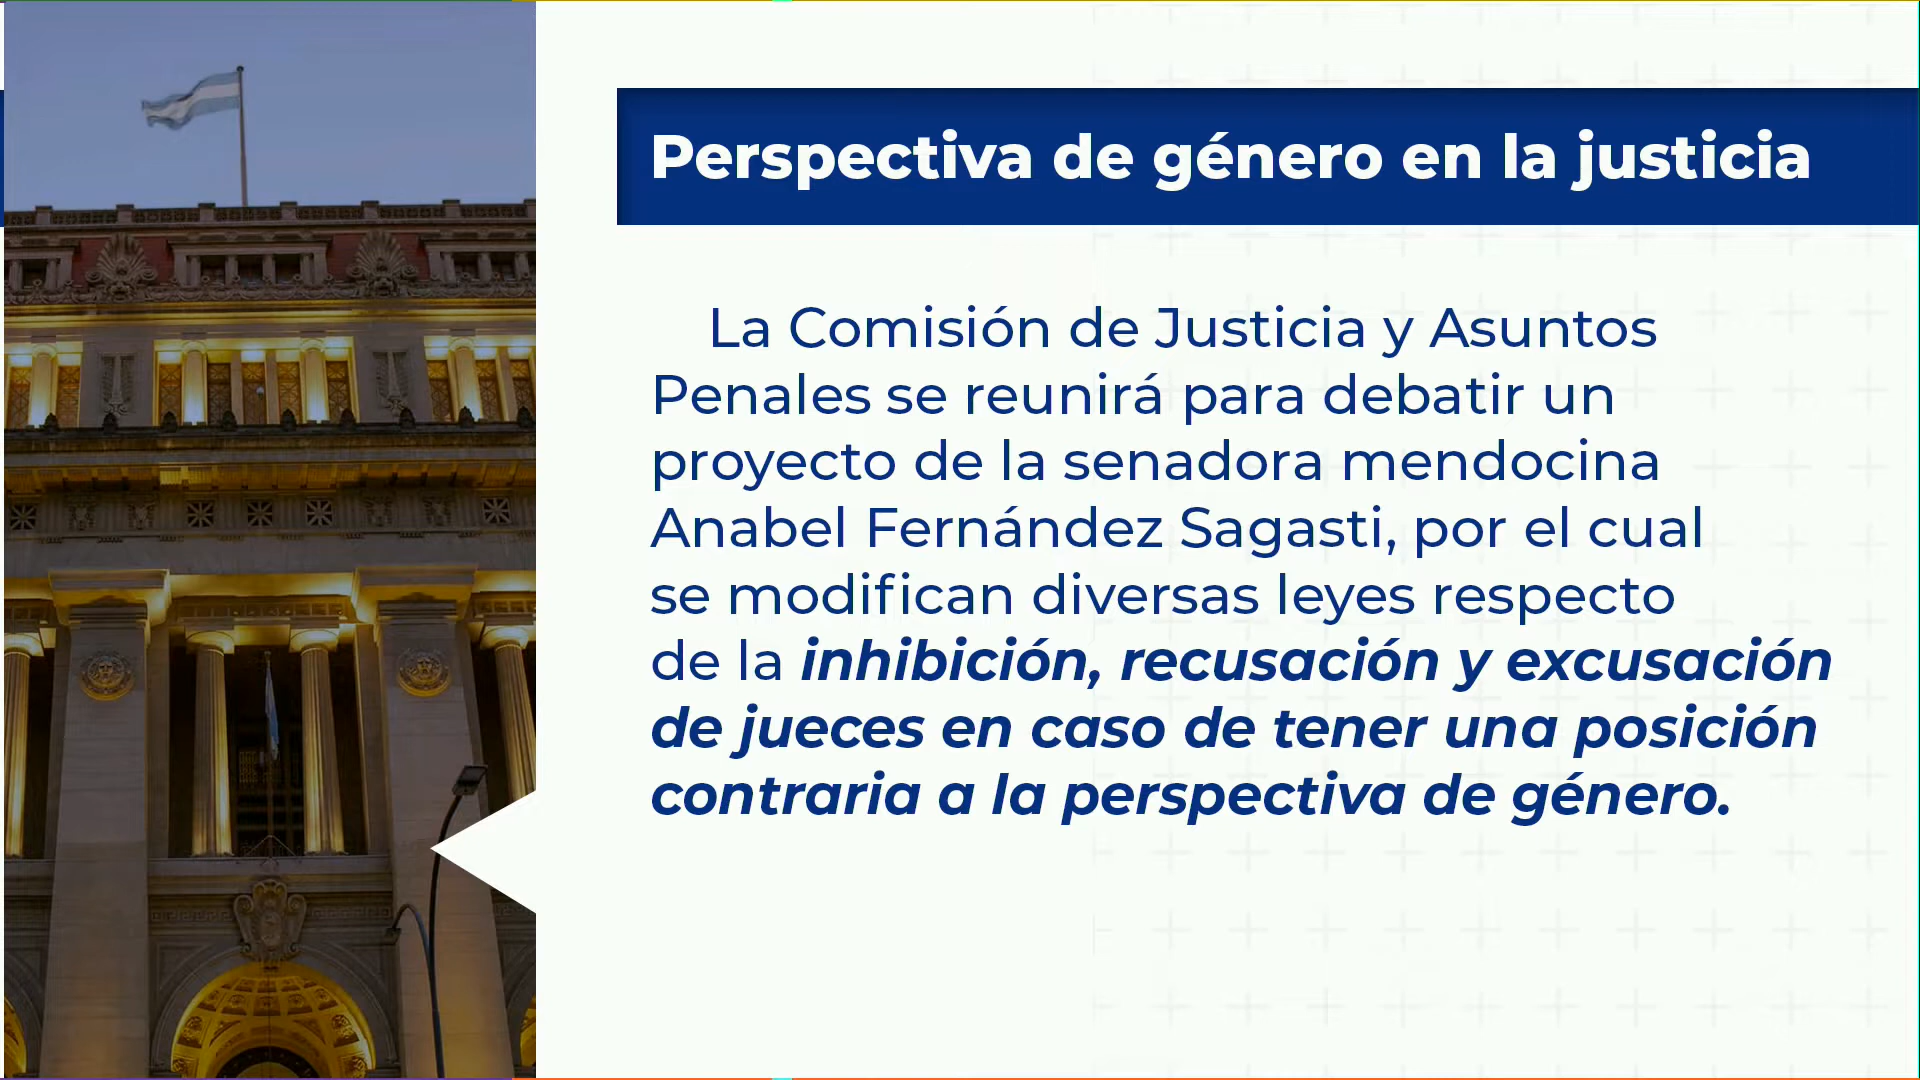 Perspectiva de género en la justicia
La Comisión de Justicia y Asuntos
Penales se reunirá para debatir un
proyecto de la senadora mendocina
Anabel Fernández Sagasti, por el cual
se modifican diversas leyes respecto
de la inhibición, recusación y excusación
de jueces en caso de tener una posición
contraria a la perspectiva de género.